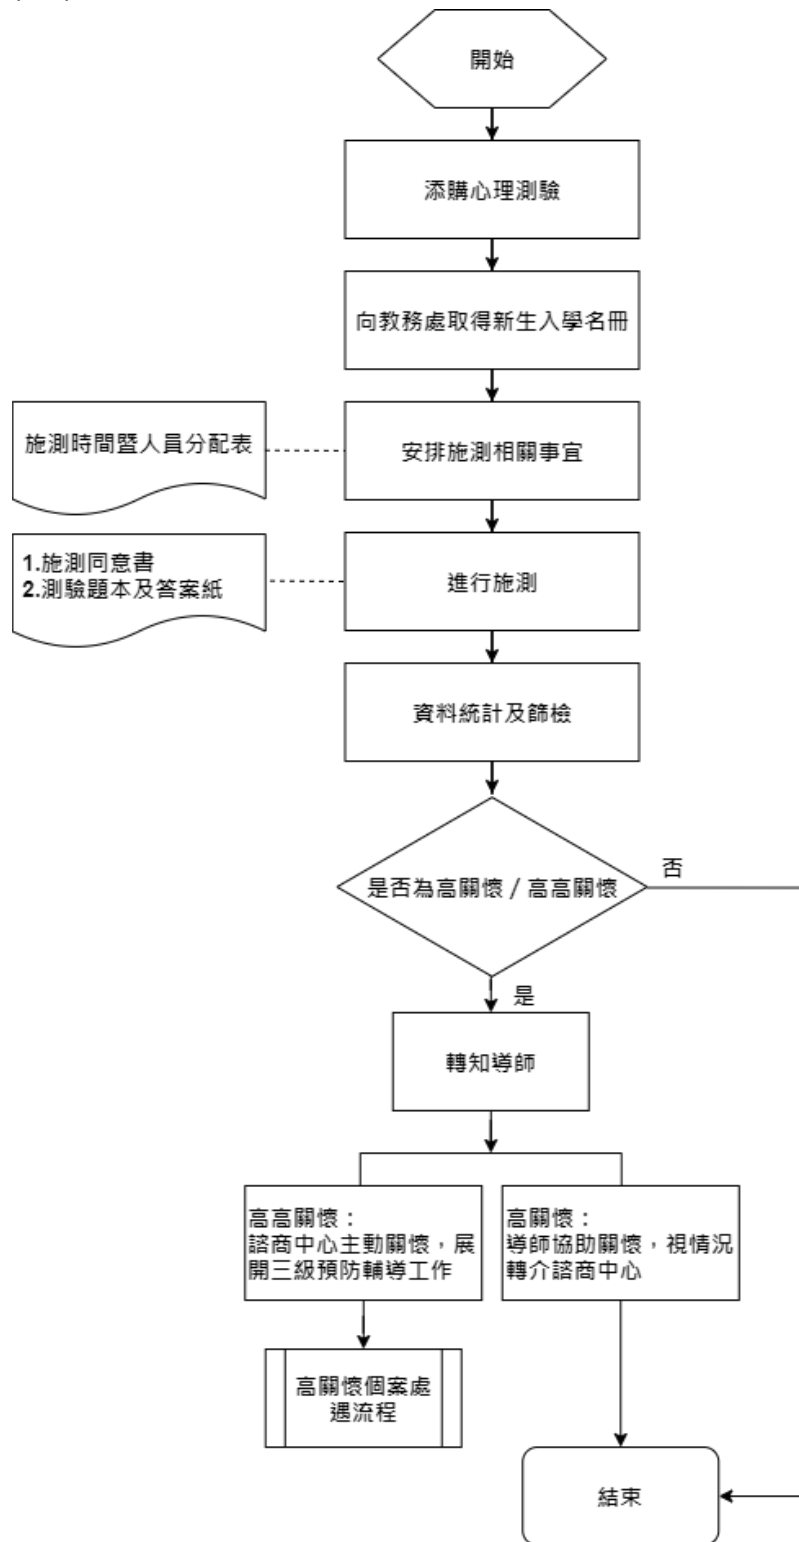 開始
添購心理測驗
向教務處取得新生入學名冊
施測時間暨人員分配表
安排施測相關事宜
1.施測同意書
2.測驗題本及答案紙
進行施測
資料統計及篩檢
是否為高關懷 / 高高關懷
否
是
轉知導師
高高關懷：
諮商中心主動關懷，展
開三級預防輔導工作
高關懷：
導師協助關懷，視情況
轉介諮商中心
高關懷個案處
遇流程
結束